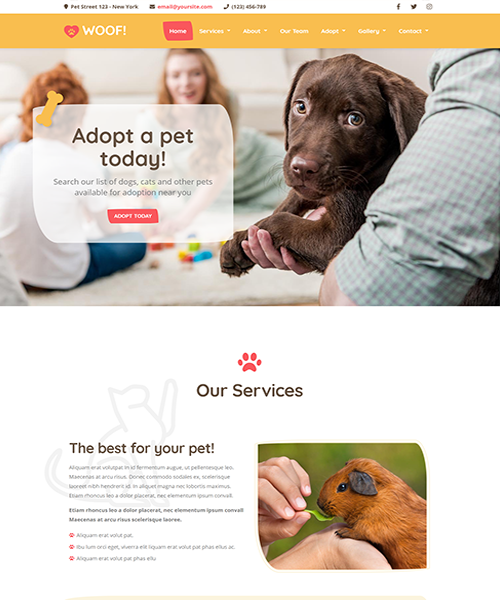 Pet Street 123 - New York email@yoursite.com (123) 456-789
WOOF! Home Services About Our Team Adopt Gallery Contact
Adopt a pet
today!
Search our list of dogs, cats and other pets
available for adoption near you
ADOPT TODAY
Our Services
The best for your pet!
Aliquam erat volutpat in id fermentum augue, ut pellentesque leo.
Maecenas at arcu risus. Donec commodo sodales ex, scelerisque
laoreet nibh hendrerit id. In aliquet magna nec lobortis maximus.
Etiam rhoncus leo a dolor placerat, nec elementum ipsum convall.
Etiam rhoncus leo a dolor placerat, nec elementum ipsum convall
Maecenas at arcu risus scelerisque laoree.
Aliquam erat volut pat.
Ibu lum orci eget, viverra elit liquam erat volut pat phas ellus ac.
Aliquam erat volut pat phas ellu